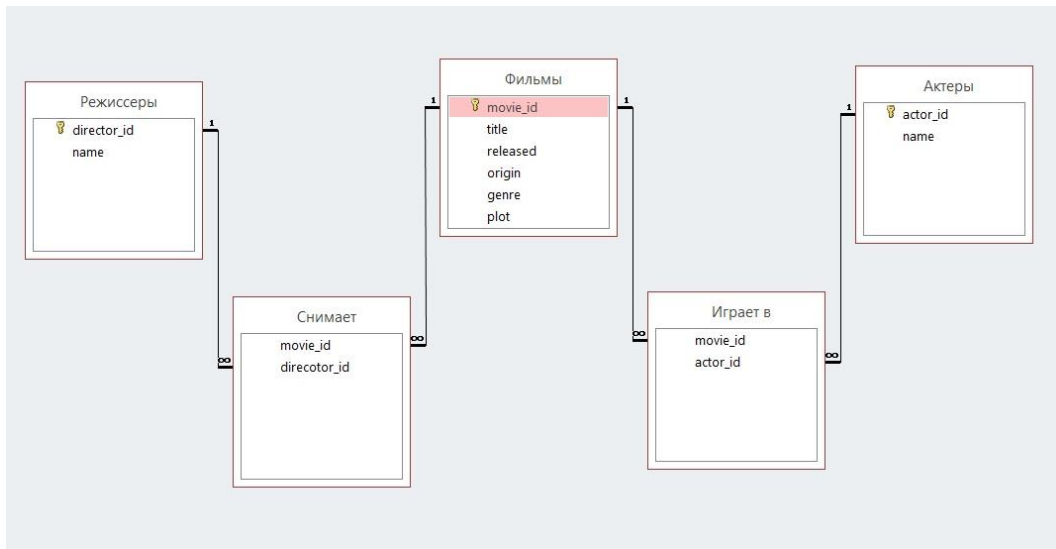 Режиссеры
director_id
name
Фильмы
movie_id
title
released
origin
genre
plot
Актеры
actor_id
name
Снимает
movie_id
direcotor_id
Играет в
movie_id
actor_id
1
1
1
1
∞
∞
∞
∞